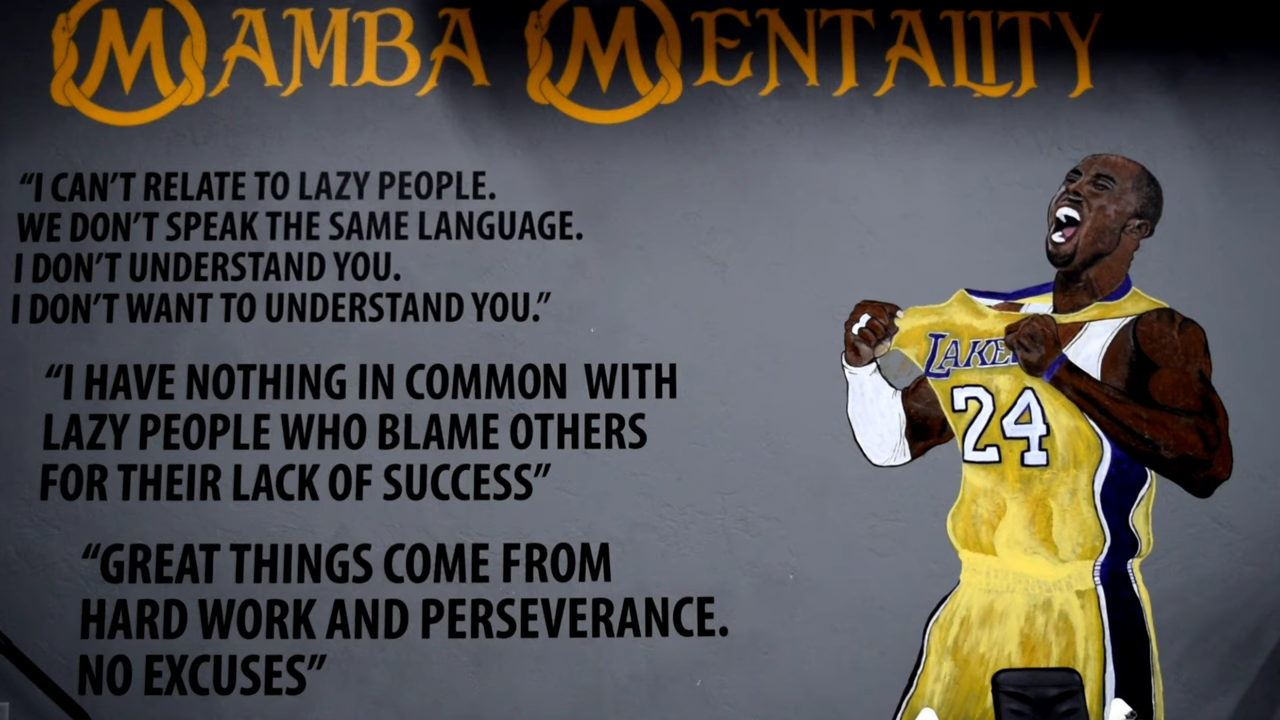 MAMBA MENTALITY
“I CAN’T RELATE TO LAZY PEOPLE.
WE DON’T SPEAK THE SAME LANGUAGE.
I DON’T UNDERSTAND YOU.
I DON’T WANT TO UNDERSTAND YOU.”
“I HAVE NOTHING IN COMMON WITH
LAZY PEOPLE WHO BLAME OTHERS
FOR THEIR LACK OF SUCCESS”
“GREAT THINGS COME FROM
HARD WORK AND PERSEVERANCE.
NO EXCUSES”
LAKE
24